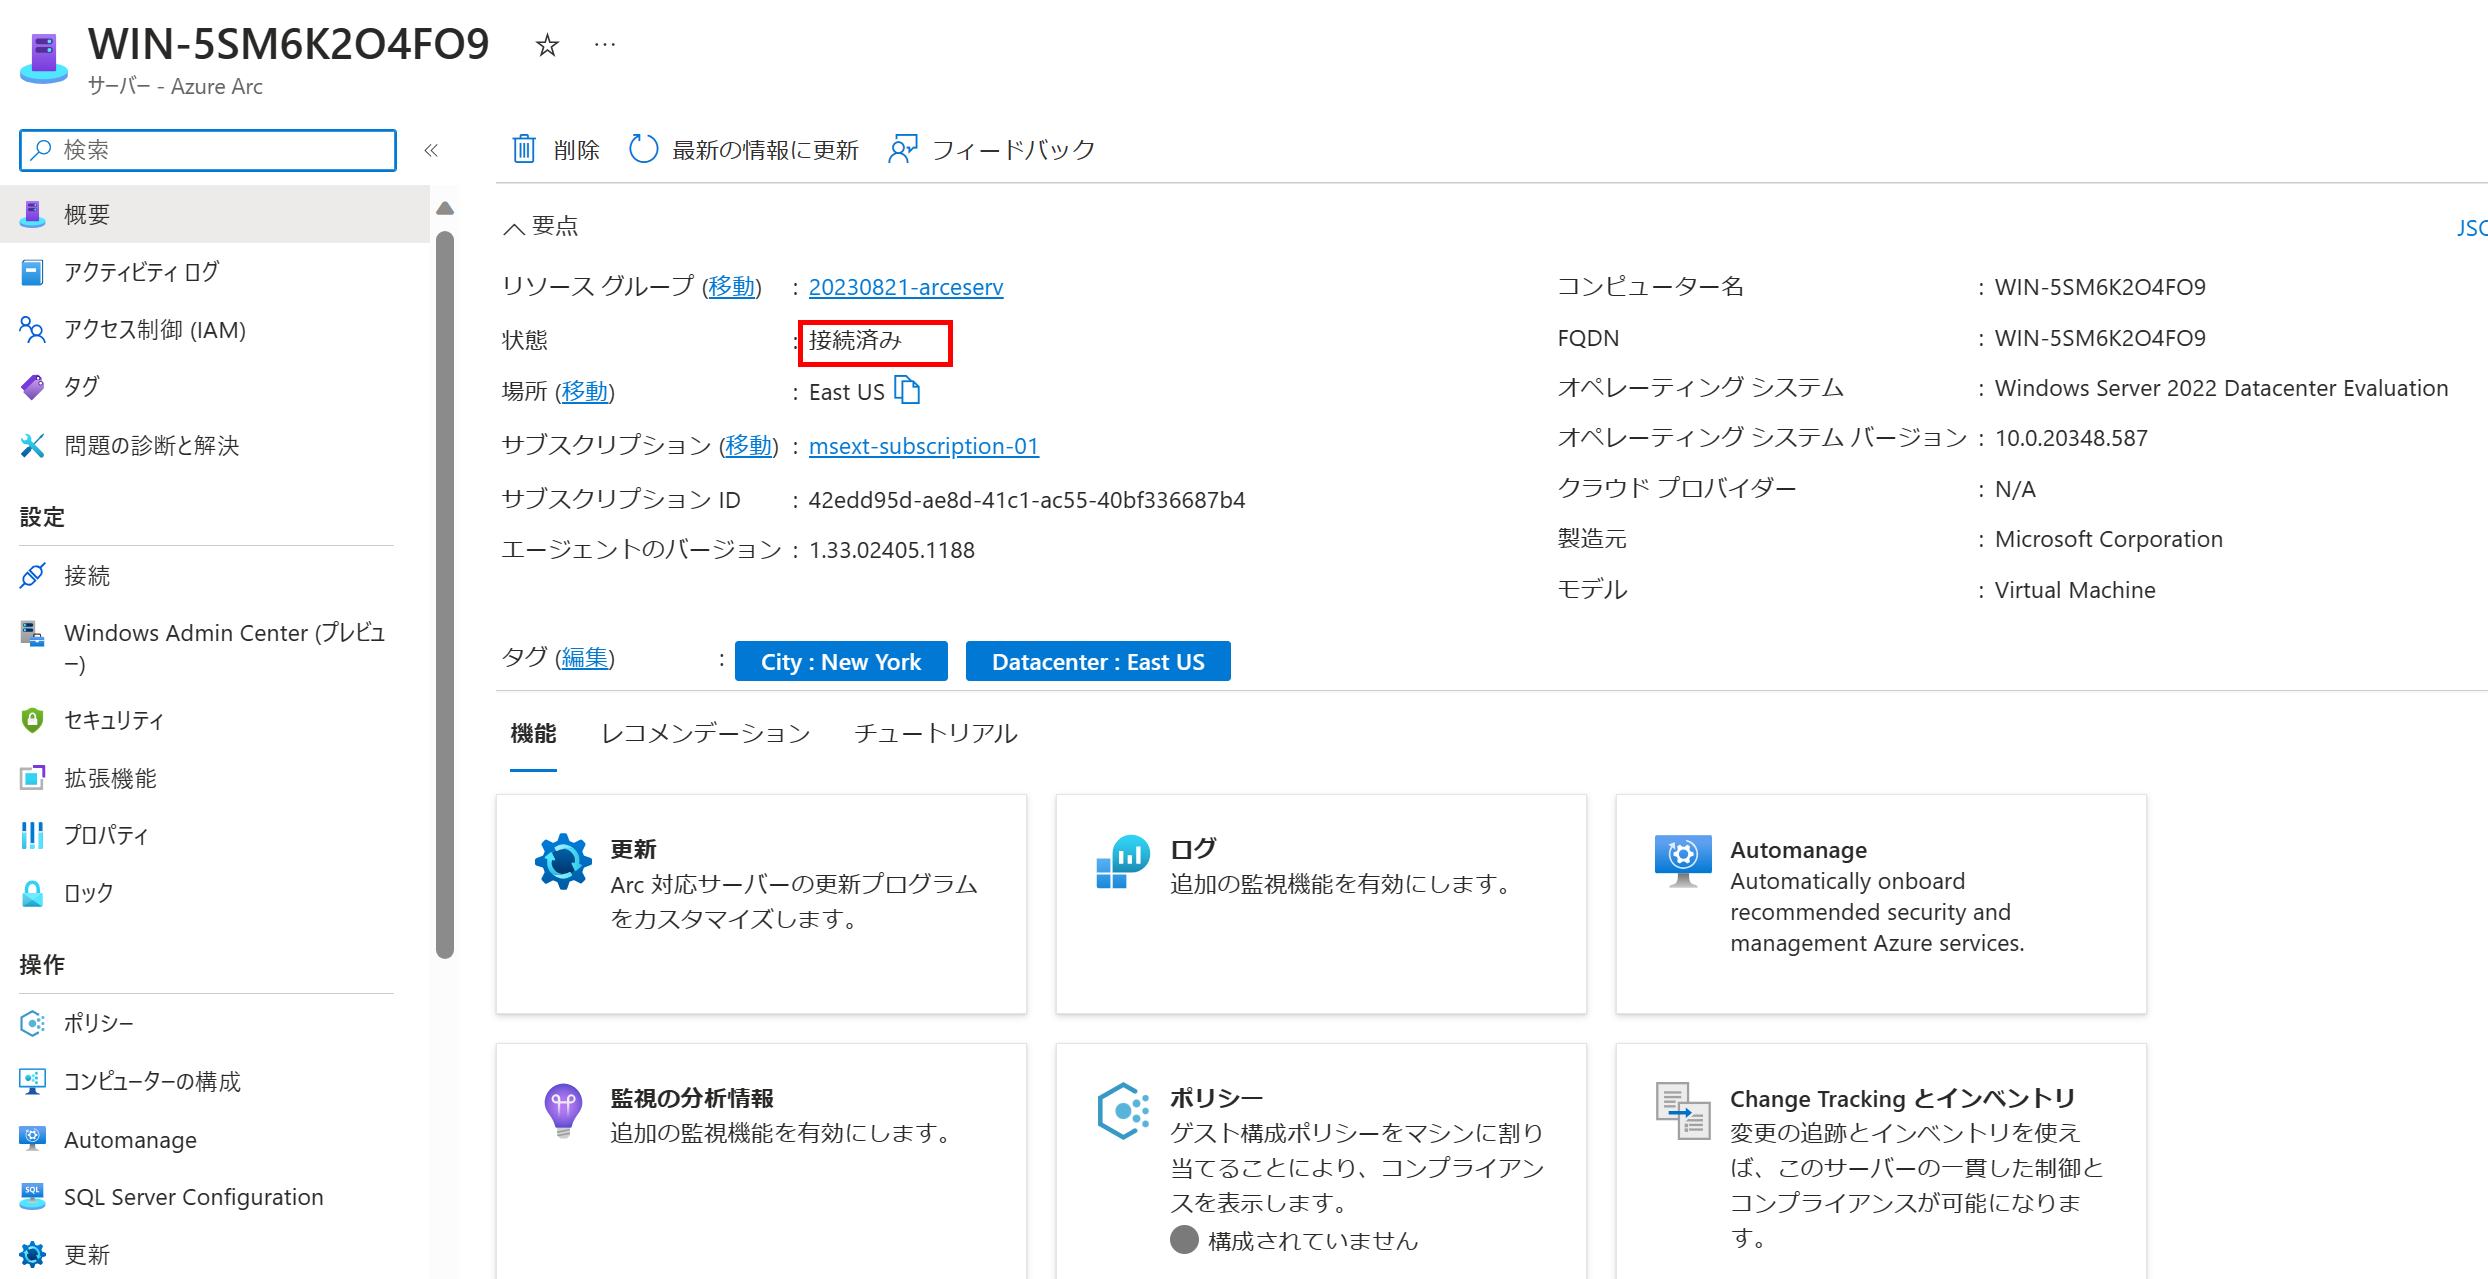 WIN-5SM6K2O4FO9
サーバー - Azure Arc
検索
概要
アクティビティ ログ
アクセス制御 (IAM)
タグ
問題の診断と解決
設定
接続
Windows Admin Center (プレビュ
ー)
セキュリティ
拡張機能
プロパティ
ロック
操作
ポリシー
コンピューターの構成
Automanage
SQL Server Configuration
更新
削除 最新の情報に更新 フィードバック
要点
JSO
リソース グループ (移動) : 20230821-arceserv
状態 : 接続済み
場所 (移動) : East US
サブスクリプション (移動) : msext-subscription-01
サブスクリプション ID : 42edd95d-ae8d-41c1-ac55-40bf336687b4
エージェントのバージョン : 1.33.02405.1188
コンピューター名 : WIN-5SM6K2O4FO9
FQDN : WIN-5SM6K2O4FO9
オペレーティング システム : Windows Server 2022 Datacenter Evaluation
オペレーティング システム バージョン : 10.0.20348.587
クラウド プロバイダー : N/A
製造元 : Microsoft Corporation
モデル : Virtual Machine
タグ (編集) : City : New York Datacenter : East US
機能 レコメンデーション チュートリアル
更新
Arc 対応サーバーの更新プログラム
をカスタマイズします。
ログ
追加の監視機能を有効にします。
Automanage
Automatically onboard
recommended security and
management Azure services.
監視の分析情報
追加の監視機能を有効にします。
ポリシー
ゲスト構成ポリシーをマシンに割り
当てることにより、コンプライアン
スを表示します。
構成されていません
Change Tracking とインベントリ
変更の追跡とインベントリを使え
ば、このサーバーの一貫した制御と
コンプライアンスが可能になりま
す。